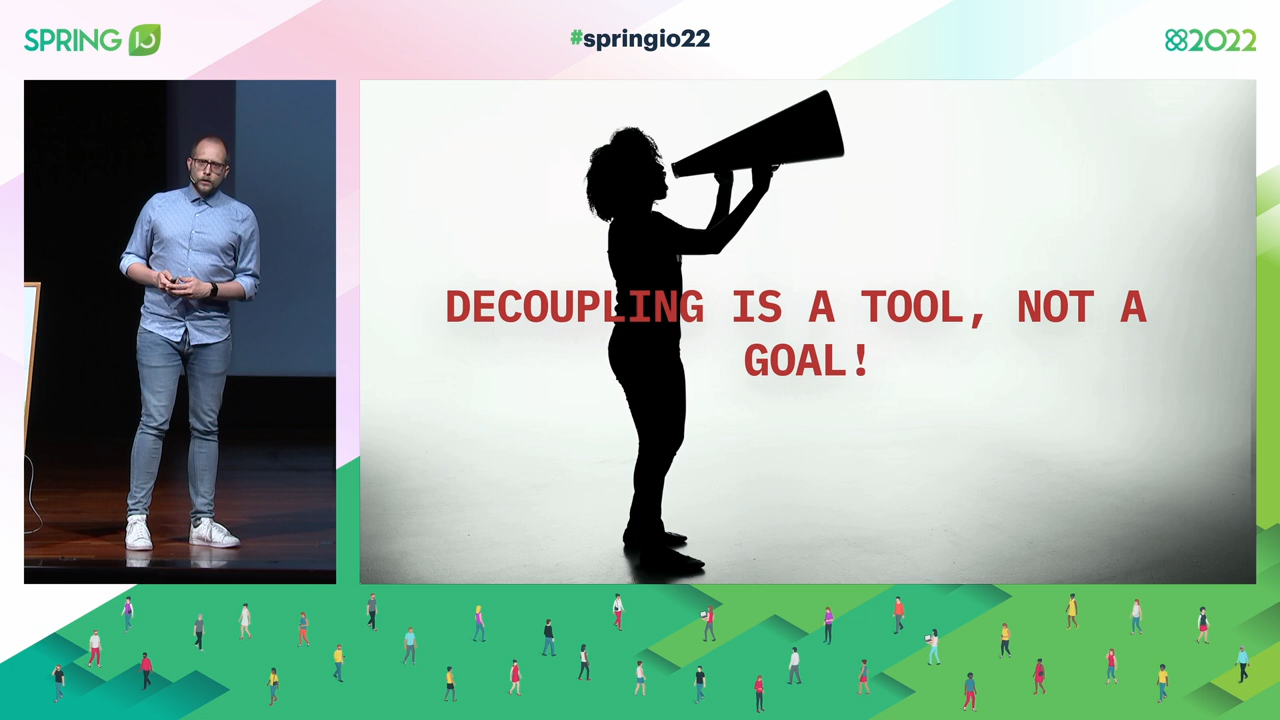 SPRING IO
#springio22
2022
DECOUPLING IS A TOOL, NOT A
GOAL!